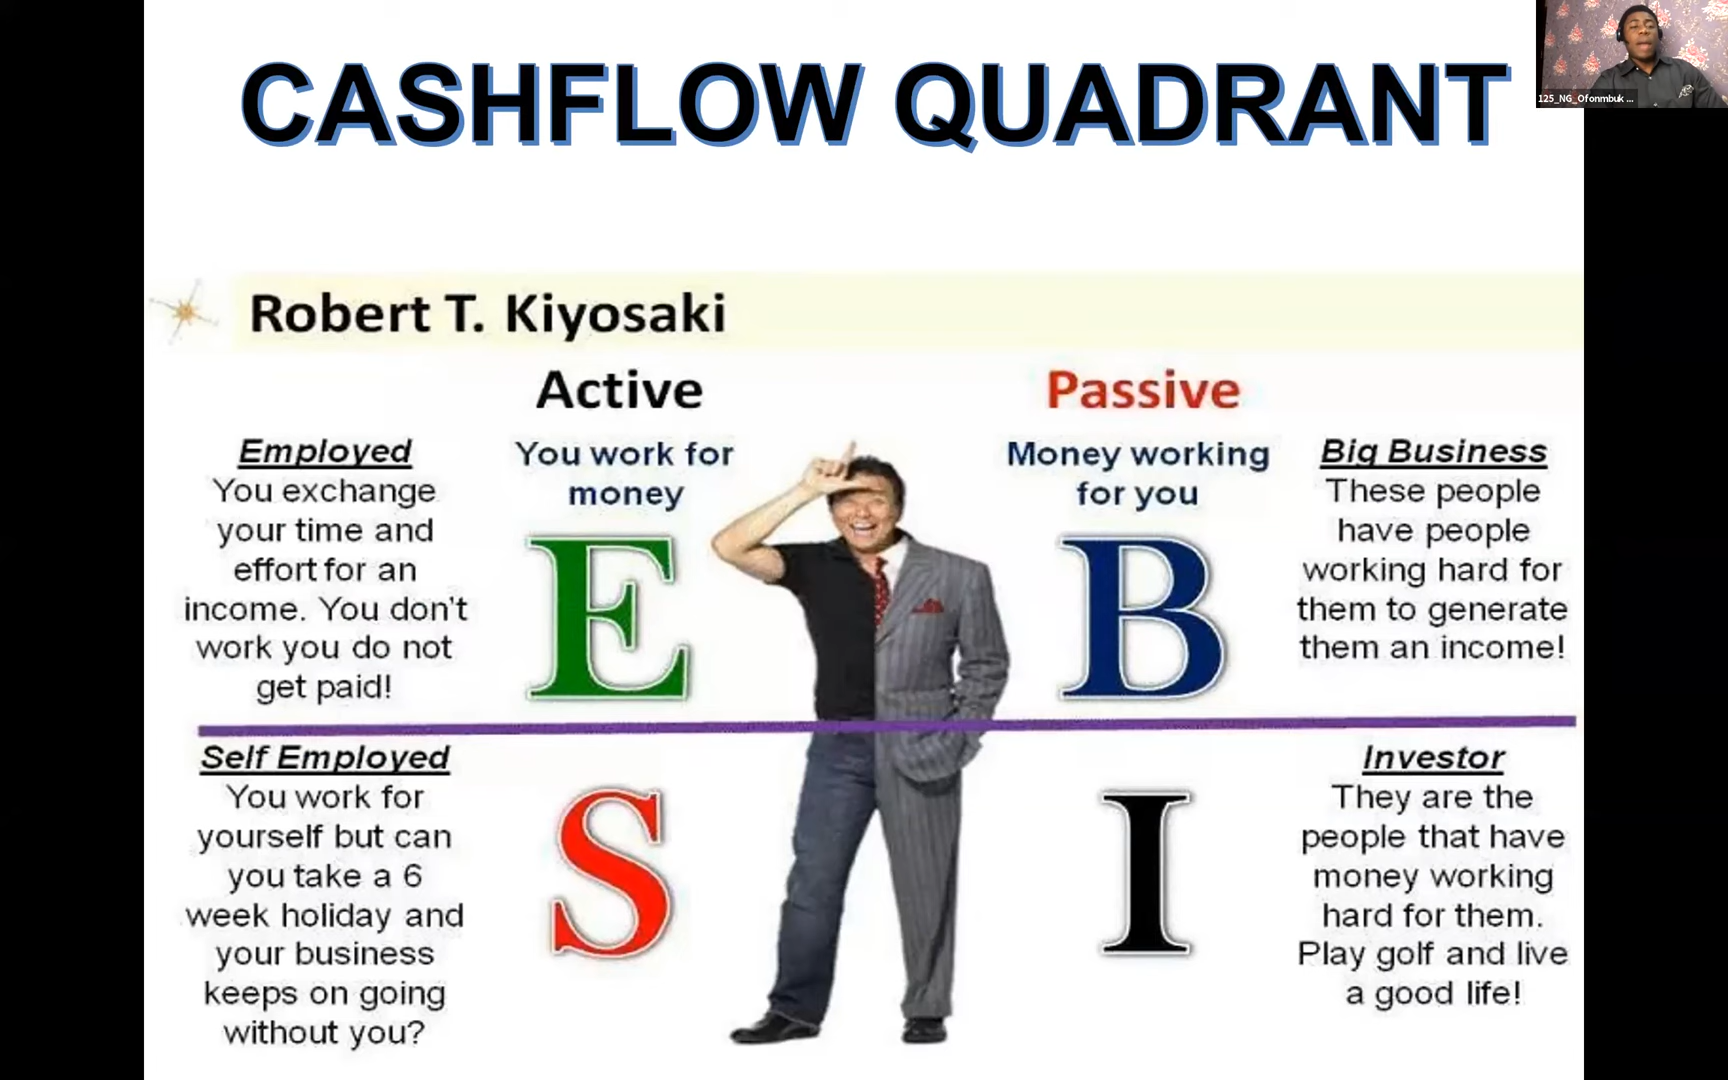 CASHFLOW QUADRANT
125_NG_Ofonmbuk ...
Robert T. Kiyosaki
Active
Passive
Employed
You exchange
your time and
effort for an
income. You don't
work you do not
get paid!
You work for
money
E
Money working
for you
B
Big Business
These people
have people
working hard for
them to generate
them an income!
Self Employed
You work for
yourself but can
you take a 6
week holiday and
your business
keeps on going
without you?
S
I
Investor
They are the
people that have
money working
hard for them.
Play golf and live
a good life!